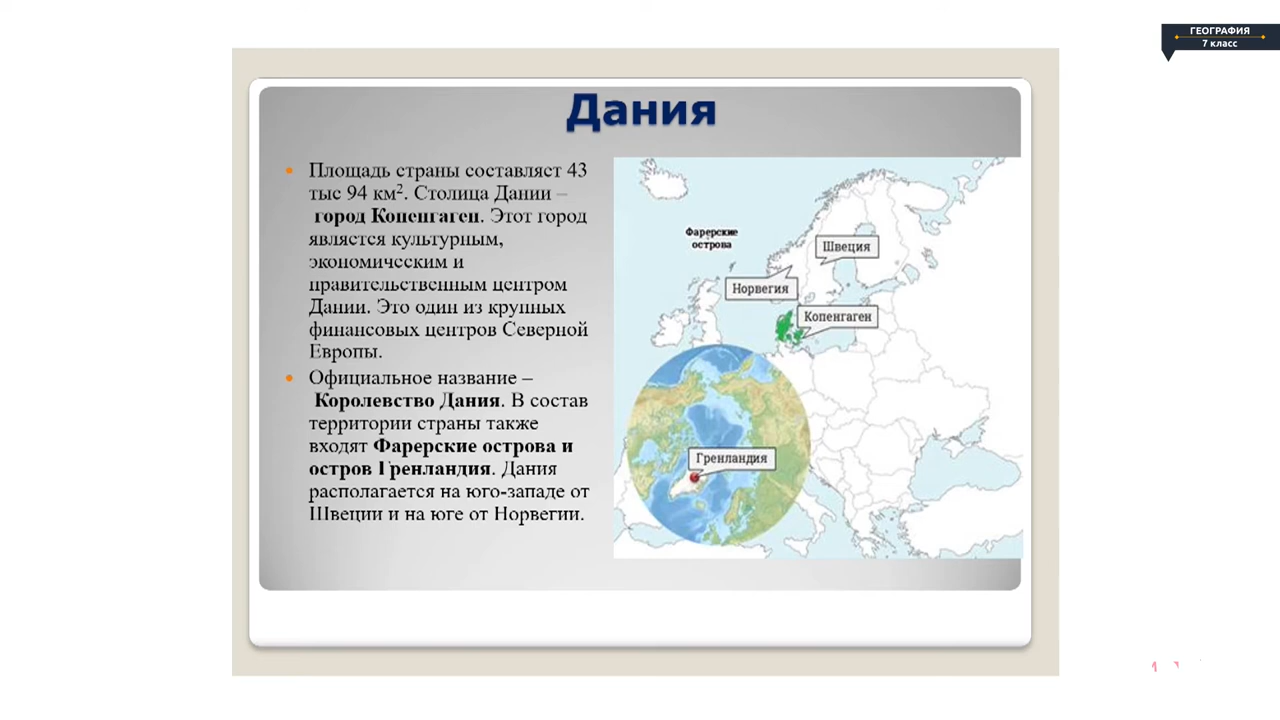 ГЕОГРАФИЯ
7 класс
Дания
Площадь страны составляет 43
тыс 94 км². Столица Дании –
город Копенгаген. Этот город
является культурным,
экономическим и
правительственным центром
Дании. Это один из крупных
финансовых центров Северной
Европы.
Официальное название –
Королевство Дания. В состав
территории страны также
входят Фарерские острова и
остров Гренландия. Дания
располагается на юго-западе от
Швеции и на юге от Норвегии.
Фарерские
острова
Швеция
Норвегия
Копенгаген
Гренландия